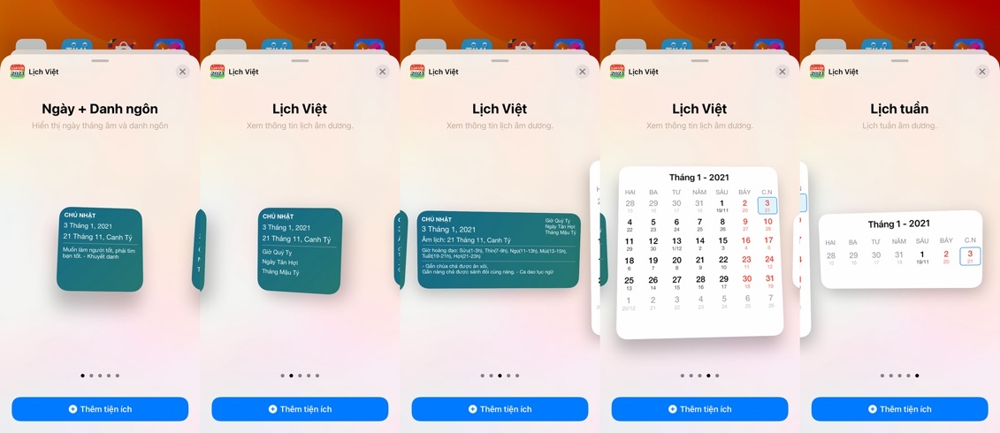 Lịch Việt
Ngày + Danh ngôn
Hiển thị ngày tháng âm và danh ngôn
CHỦ NHẬT
3 Tháng 1, 2021
21 Tháng 11, Canh Tý
Muốn làm người tốt, phải tìm
bạn tốt. - Khuyết danh
Thêm tiện ích
Lịch Việt
Lịch Việt
Xem thông tin lịch âm dương.
CHỦ NHẬT
3 Tháng 1, 2021
21 Tháng 11, Canh Tý
Giờ Quý Tỵ
Ngày Tân Hợi
Tháng Mậu Tý
Thêm tiện ích
Lịch Việt
Lịch Việt
Xem thông tin lịch âm dương.
CHỦ NHẬT
3 Tháng 1, 2021
Âm lịch: 21 Tháng 11, Canh Tý
Giờ Quý Tỵ
Ngày Tân Hợi
Tháng Mậu Tý
Giờ hoàng đạo: Sửu(1-3h), Thìn(7-9h), Ngọ(11-13h), Mùi(13-15h),
Tuất(19-21h), Hợi(21-23h)
- Gần chùa chả được ăn xôi,
Gần nàng chả được sánh đôi cùng nàng. - Ca dao tục ngữ
Thêm tiện ích
Lịch Việt
Lịch Việt
Xem thông tin lịch âm dương.
Tháng 1 - 2021
HAI BA TƯ NĂM SÁU BẢY C.N
28 29 30 31 1 2 3
15 16 17 18 19/11 20 21
4 5 6 7 8 9 10
22 23 24 25 26 27 28
11 12 13 14 15 16 17
29 30 1/12 2 3 4 5
18 19 20 21 22 23 24
6 7 8 9 10 11 12
25 26 27 28 29 30 31
13 14 15 16 17 18 19
1 2 3 4 5 6 7
20/12 21 22 23 24 25 26
Thêm tiện ích
Lịch Việt
Lịch tuần
Lịch tuần âm dương.
Tháng 1 - 2021
HAI BA TƯ NĂM SÁU BẢY C.N
28 29 30 31 1 2 3
15 16 17 18 19/11 20 21
Thêm tiện ích